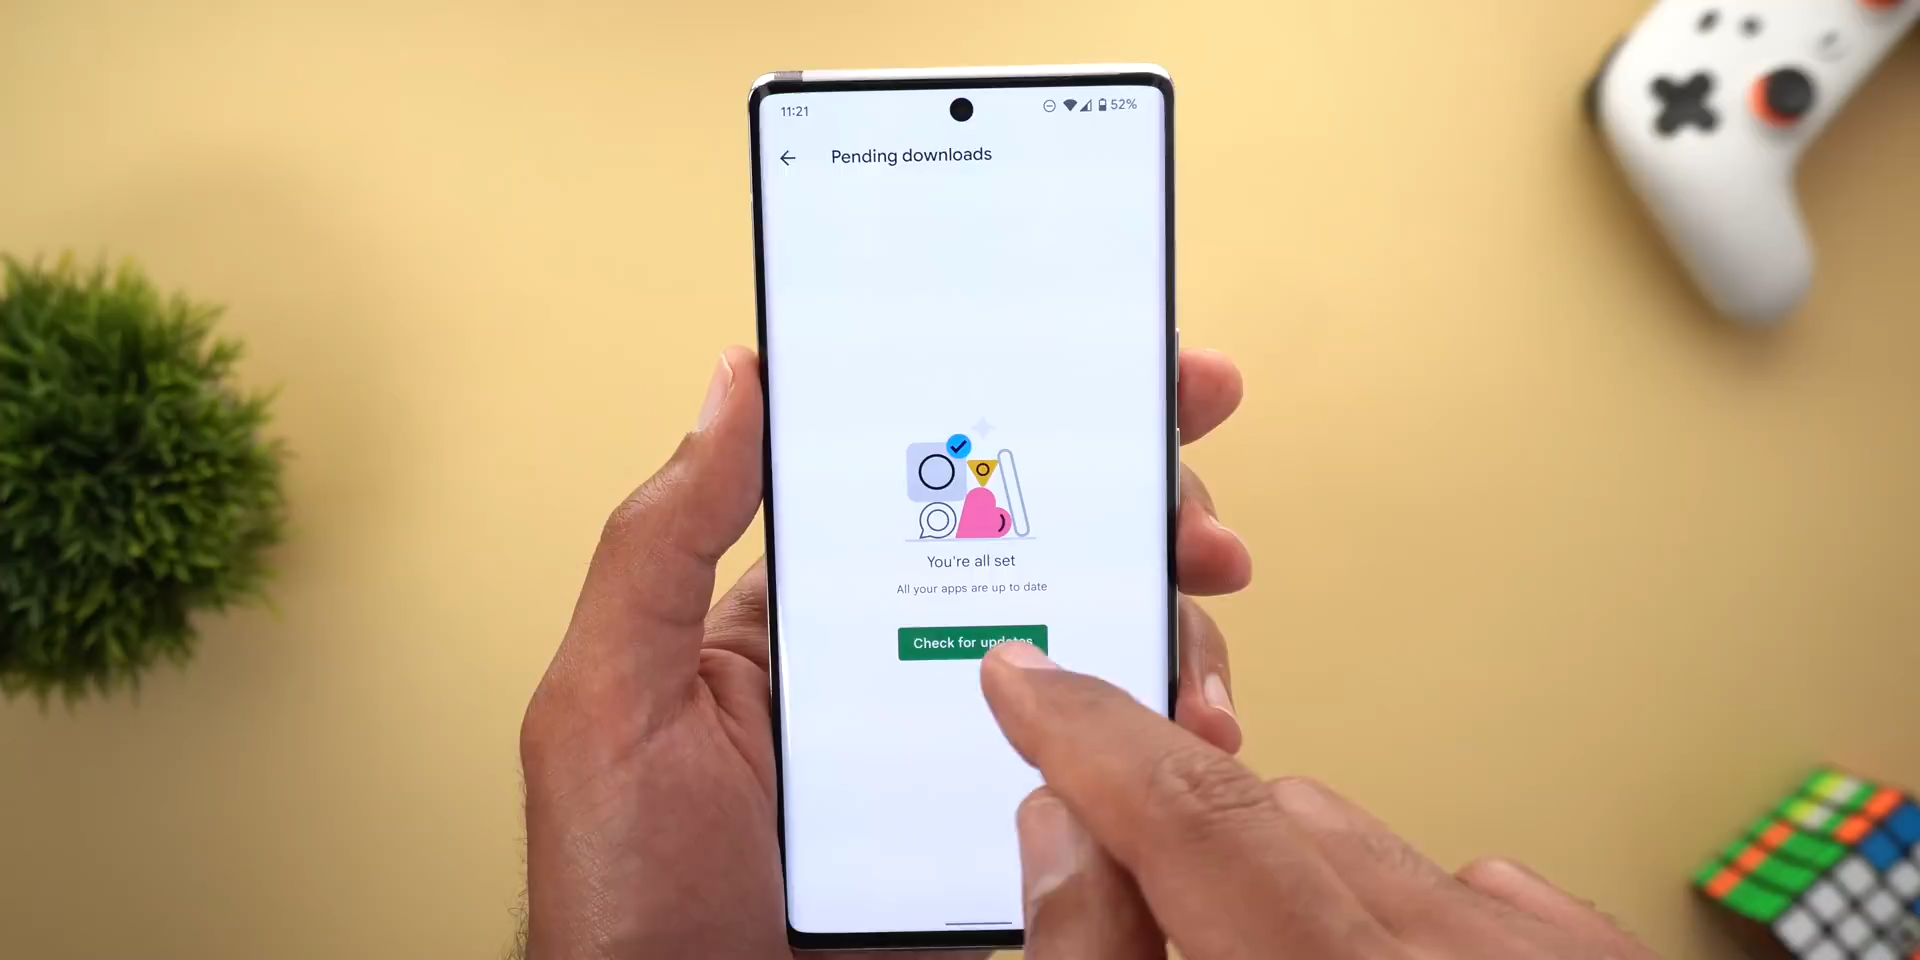 11:21
52%
Pending downloads
You're all set
All your apps are up to date
Check for updates